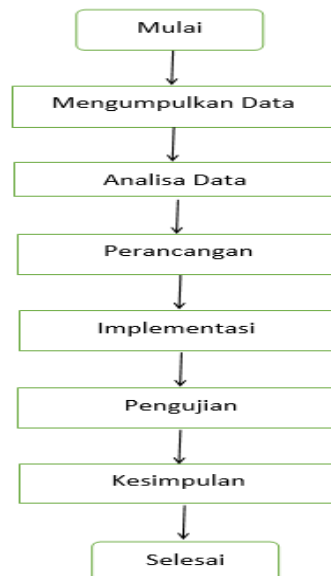 Mulai
Mengumpulkan Data
Analisa Data
Perancangan
Implementasi
Pengujian
Kesimpulan
Selesai